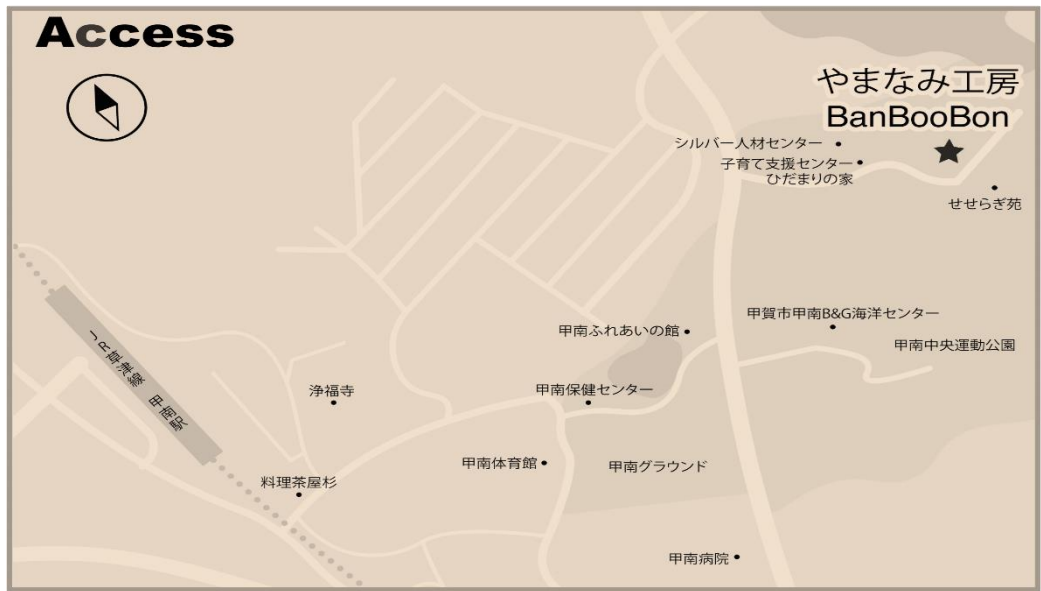 Access
やまなみ工房
BanBooBon
シルバー人材センター
子育て支援センター
ひだまりの家
せせらぎ苑
甲賀市甲南B&G海洋センター
甲南ふれあいの館
甲南中央運動公園
JR草津線 甲南駅
浄福寺
甲南保健センター
甲南体育館
甲南グラウンド
料理茶屋杉
甲南病院